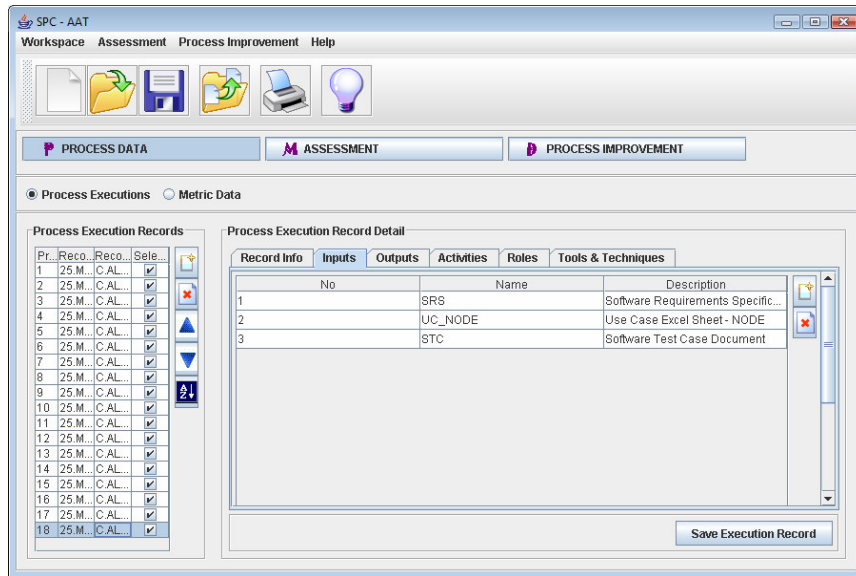 SPC - AAT
Workspace Assessment Process Improvement Help
P PROCESS DATA M ASSESSMENT D PROCESS IMPROVEMENT
Process Executions Metric Data
Process Execution Records Process Execution Record Detail
Record Info Inputs Outputs Activities Roles Tools & Techniques
Pr... Reco... Reco... Sele...
No Name Description
1 25.M... C.AL...
2 25.M... C.AL...
3 25.M... C.AL...
4 25.M... C.AL...
5 25.M... C.AL...
6 25.M... C.AL...
7 25.M... C.AL...
8 25.M... C.AL...
9 25.M... C.AL...
10 25.M... C.AL...
11 25.M... C.AL...
12 25.M... C.AL...
13 25.M... C.AL...
14 25.M... C.AL...
15 25.M... C.AL...
16 25.M... C.AL...
17 25.M... C.AL...
18 25.M... C.AL...
A
Z
1 SRS Software Requirements Specific...
2 UC_NODE Use Case Excel Sheet - NODE
3 STC Software Test Case Document
Save Execution Record